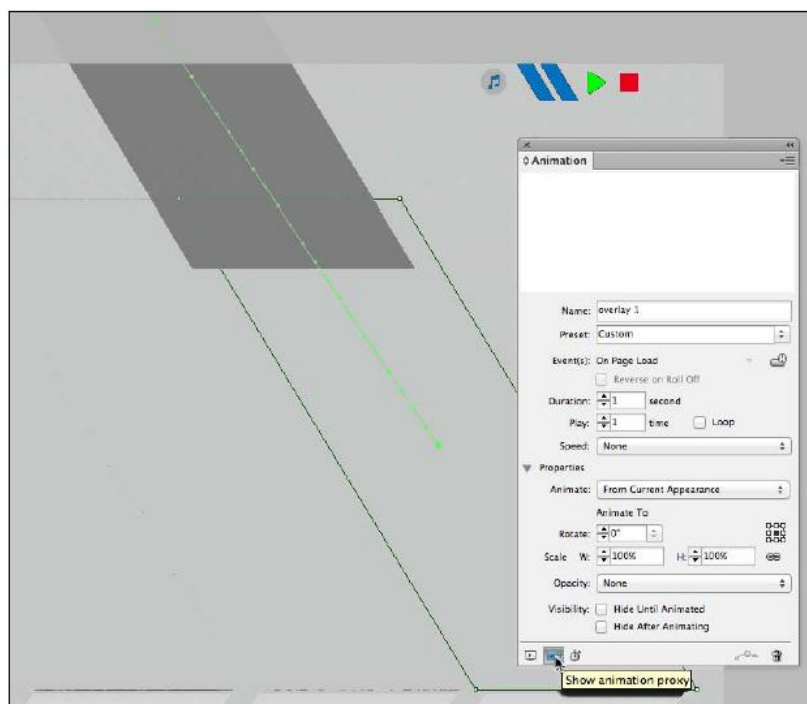 Animation
Name: overlay 1
Preset: Custom
Event(s): On Page Load
Reverse on Roll Off
Duration: 1 second
Play: 1 time Loop
Speed: None
Properties
Animate: From Current Appearance
Animate To
Rotate: 0°
Scale W: 100% H: 100%
Opacity: None
Visibility: Hide Until Animated
Hide After Animating
Show animation proxy